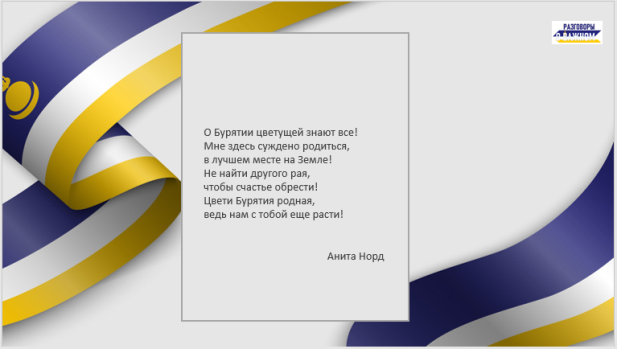 РАЗГОВОРЫ
О ВАЖНОМ
О Бурятии цветущей знают все!
Мне здесь суждено родиться,
в лучшем месте на Земле!
Не найти другого рая,
чтобы счастье обрести!
Цвети Бурятия родная,
ведь нам с тобой еще расти!
Анита Норд